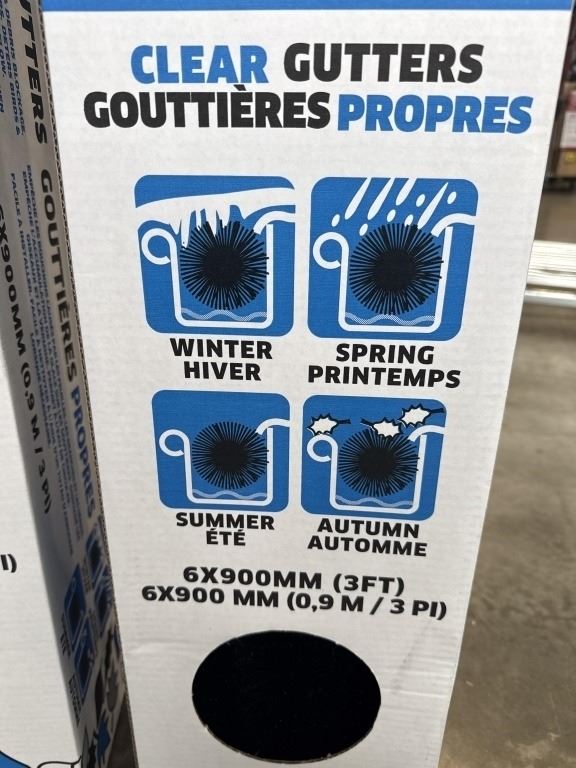 CLEAR GUTTERS
GOUTTIÈRES PROPRES
WINTER
HIVER
SPRING
PRINTEMPS
SUMMER
ÉTÉ
AUTUMN
AUTOMME
6X900MM (3FT)
6X900 MM (0,9 M / 3 PI)
GOUTTIÈRES PROPRES
6X900MM (0,9 M / 3 PI)